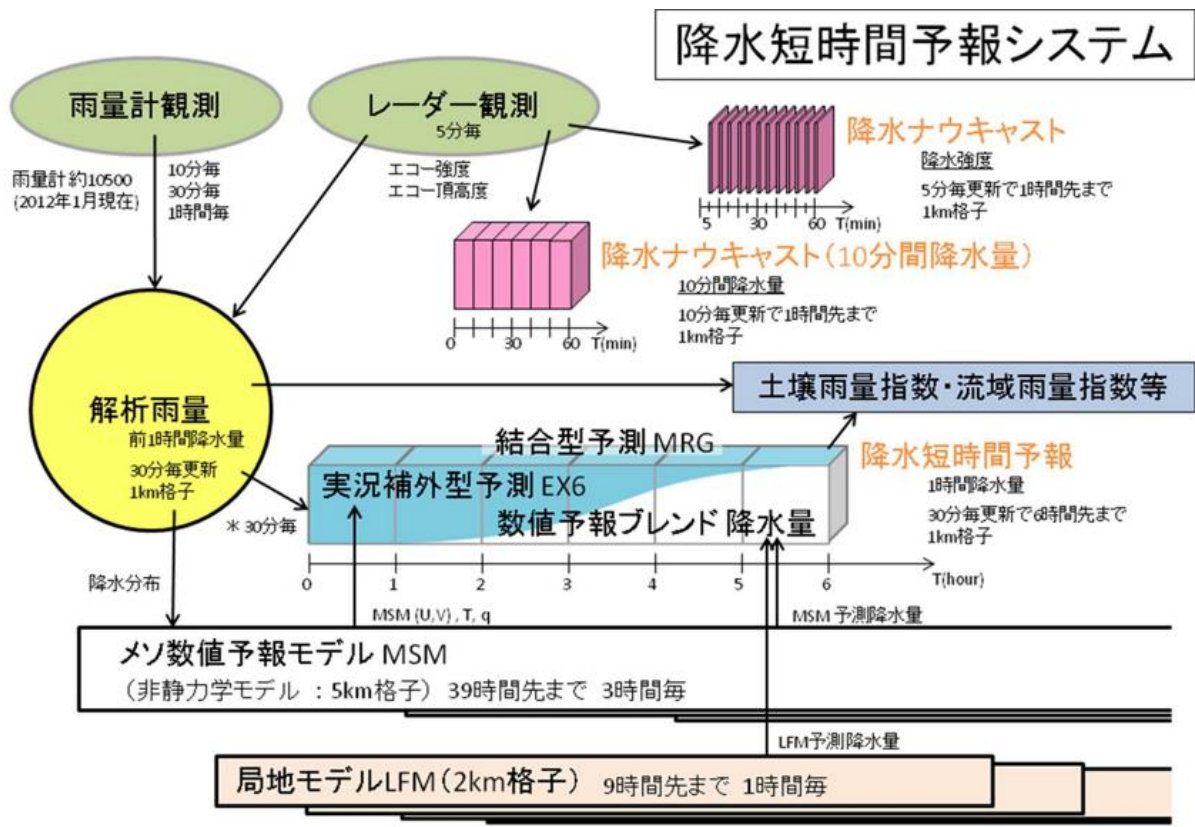 降水短時間予報システム
雨量計観測
レーダー観測
5分毎
雨量計 約10500
(2012年1月現在)
10分毎
30分毎
1時間毎
エコー強度
エコー頂高度
降水ナウキャスト
降水強度
5分毎更新で1時間先まで
1km格子
5 30 60 T(min)
降水ナウキャスト(10分間降水量)
10分間降水量
10分毎更新で1時間先まで
1km格子
0 30 60 T(min)
解析雨量
前1時間降水量
30分毎更新
1km格子
土壌雨量指数・流域雨量指数等
結合型予測 MRG
実況補外型予測 EX6
数値予報ブレンド 降水量
降水短時間予報
1時間降水量
30分毎更新で6時間先まで
1km格子
*30分毎
0 1 2 3 4 5 6 T(hour)
降水分布
MSM (U,V) , T, q
MSM 予測降水量
メソ数値予報モデル MSM
(非静力学モデル : 5km格子) 39時間先まで 3時間毎
LFM予測降水量
局地モデルLFM(2km格子) 9時間先まで 1時間毎